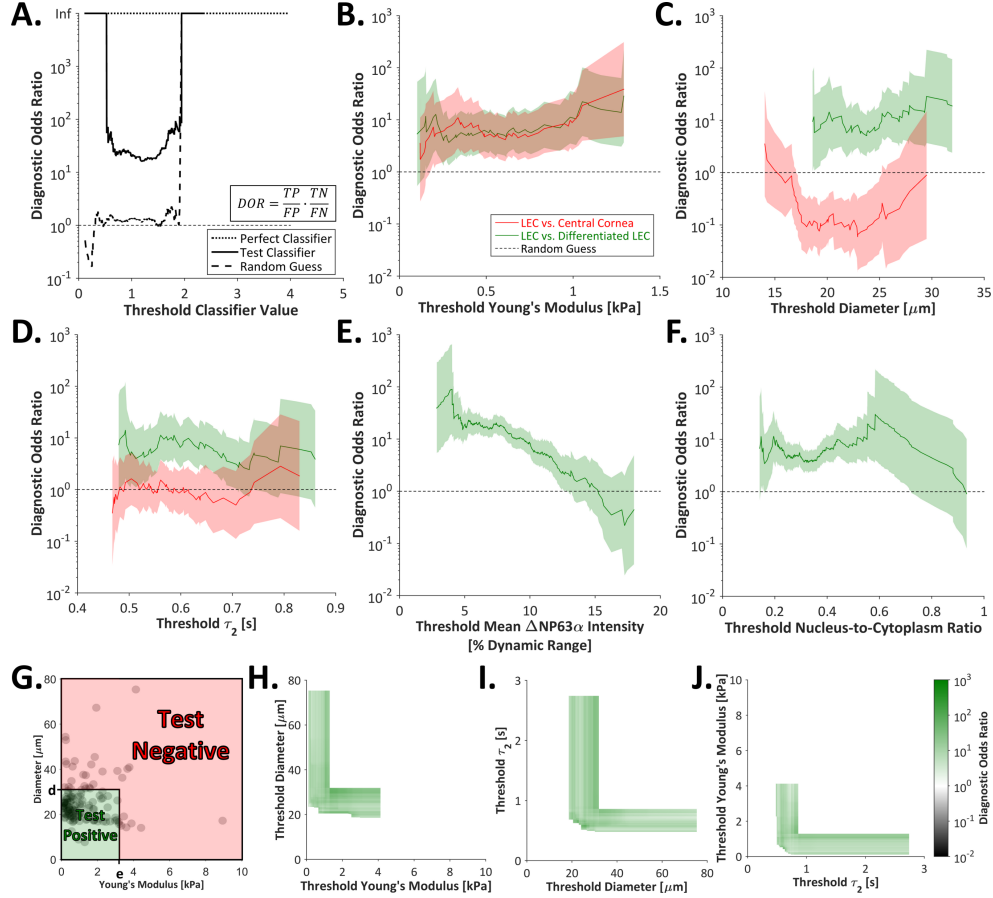 A.
Diagnostic Odds Ratio
Inf
10³
10²
10¹
10⁰
10⁻¹
DOR = TP/FP · TN/FN
Perfect Classifier
Test Classifier
Random Guess
0 1 2 3 4 5
Threshold Classifier Value
B.
Diagnostic Odds Ratio
10³
10²
10¹
10⁰
10⁻¹
10⁻²
LEC vs. Central Cornea
LEC vs. Differentiated LEC
Random Guess
0 0.5 1 1.5
Threshold Young's Modulus [kPa]
C.
Diagnostic Odds Ratio
10³
10²
10¹
10⁰
10⁻¹
10⁻²
10 15 20 25 30 35
Threshold Diameter [μm]
D.
Diagnostic Odds Ratio
10³
10²
10¹
10⁰
10⁻¹
10⁻²
0.4 0.5 0.6 0.7 0.8 0.9
Threshold τ₂ [s]
E.
Diagnostic Odds Ratio
10³
10²
10¹
10⁰
10⁻¹
10⁻²
0 5 10 15 20
Threshold Mean ΔNP63α Intensity
[% Dynamic Range]
F.
Diagnostic Odds Ratio
10³
10²
10¹
10⁰
10⁻¹
10⁻²
0 0.2 0.4 0.6 0.8 1
Threshold Nucleus-to-Cytoplasm Ratio
G.
Diameter [μm]
80
60
40
d
20
0
Test
Negative
Test
Positive
0 2 4 6 8 10
e
Young's Modulus [kPa]
H.
Threshold Diameter [μm]
80
60
40
20
0
0 2 4 6 8 10
Threshold Young's Modulus [kPa]
I.
Threshold τ₂ [s]
3
2
1
0
0 20 40 60 80
Threshold Diameter [μm]
J.
Threshold Young's Modulus [kPa]
10
8
6
4
2
0
0 1 2 3
Threshold τ₂ [s]
10³
10²
10¹
10⁰
10⁻¹
10⁻²
Diagnostic Odds Ratio